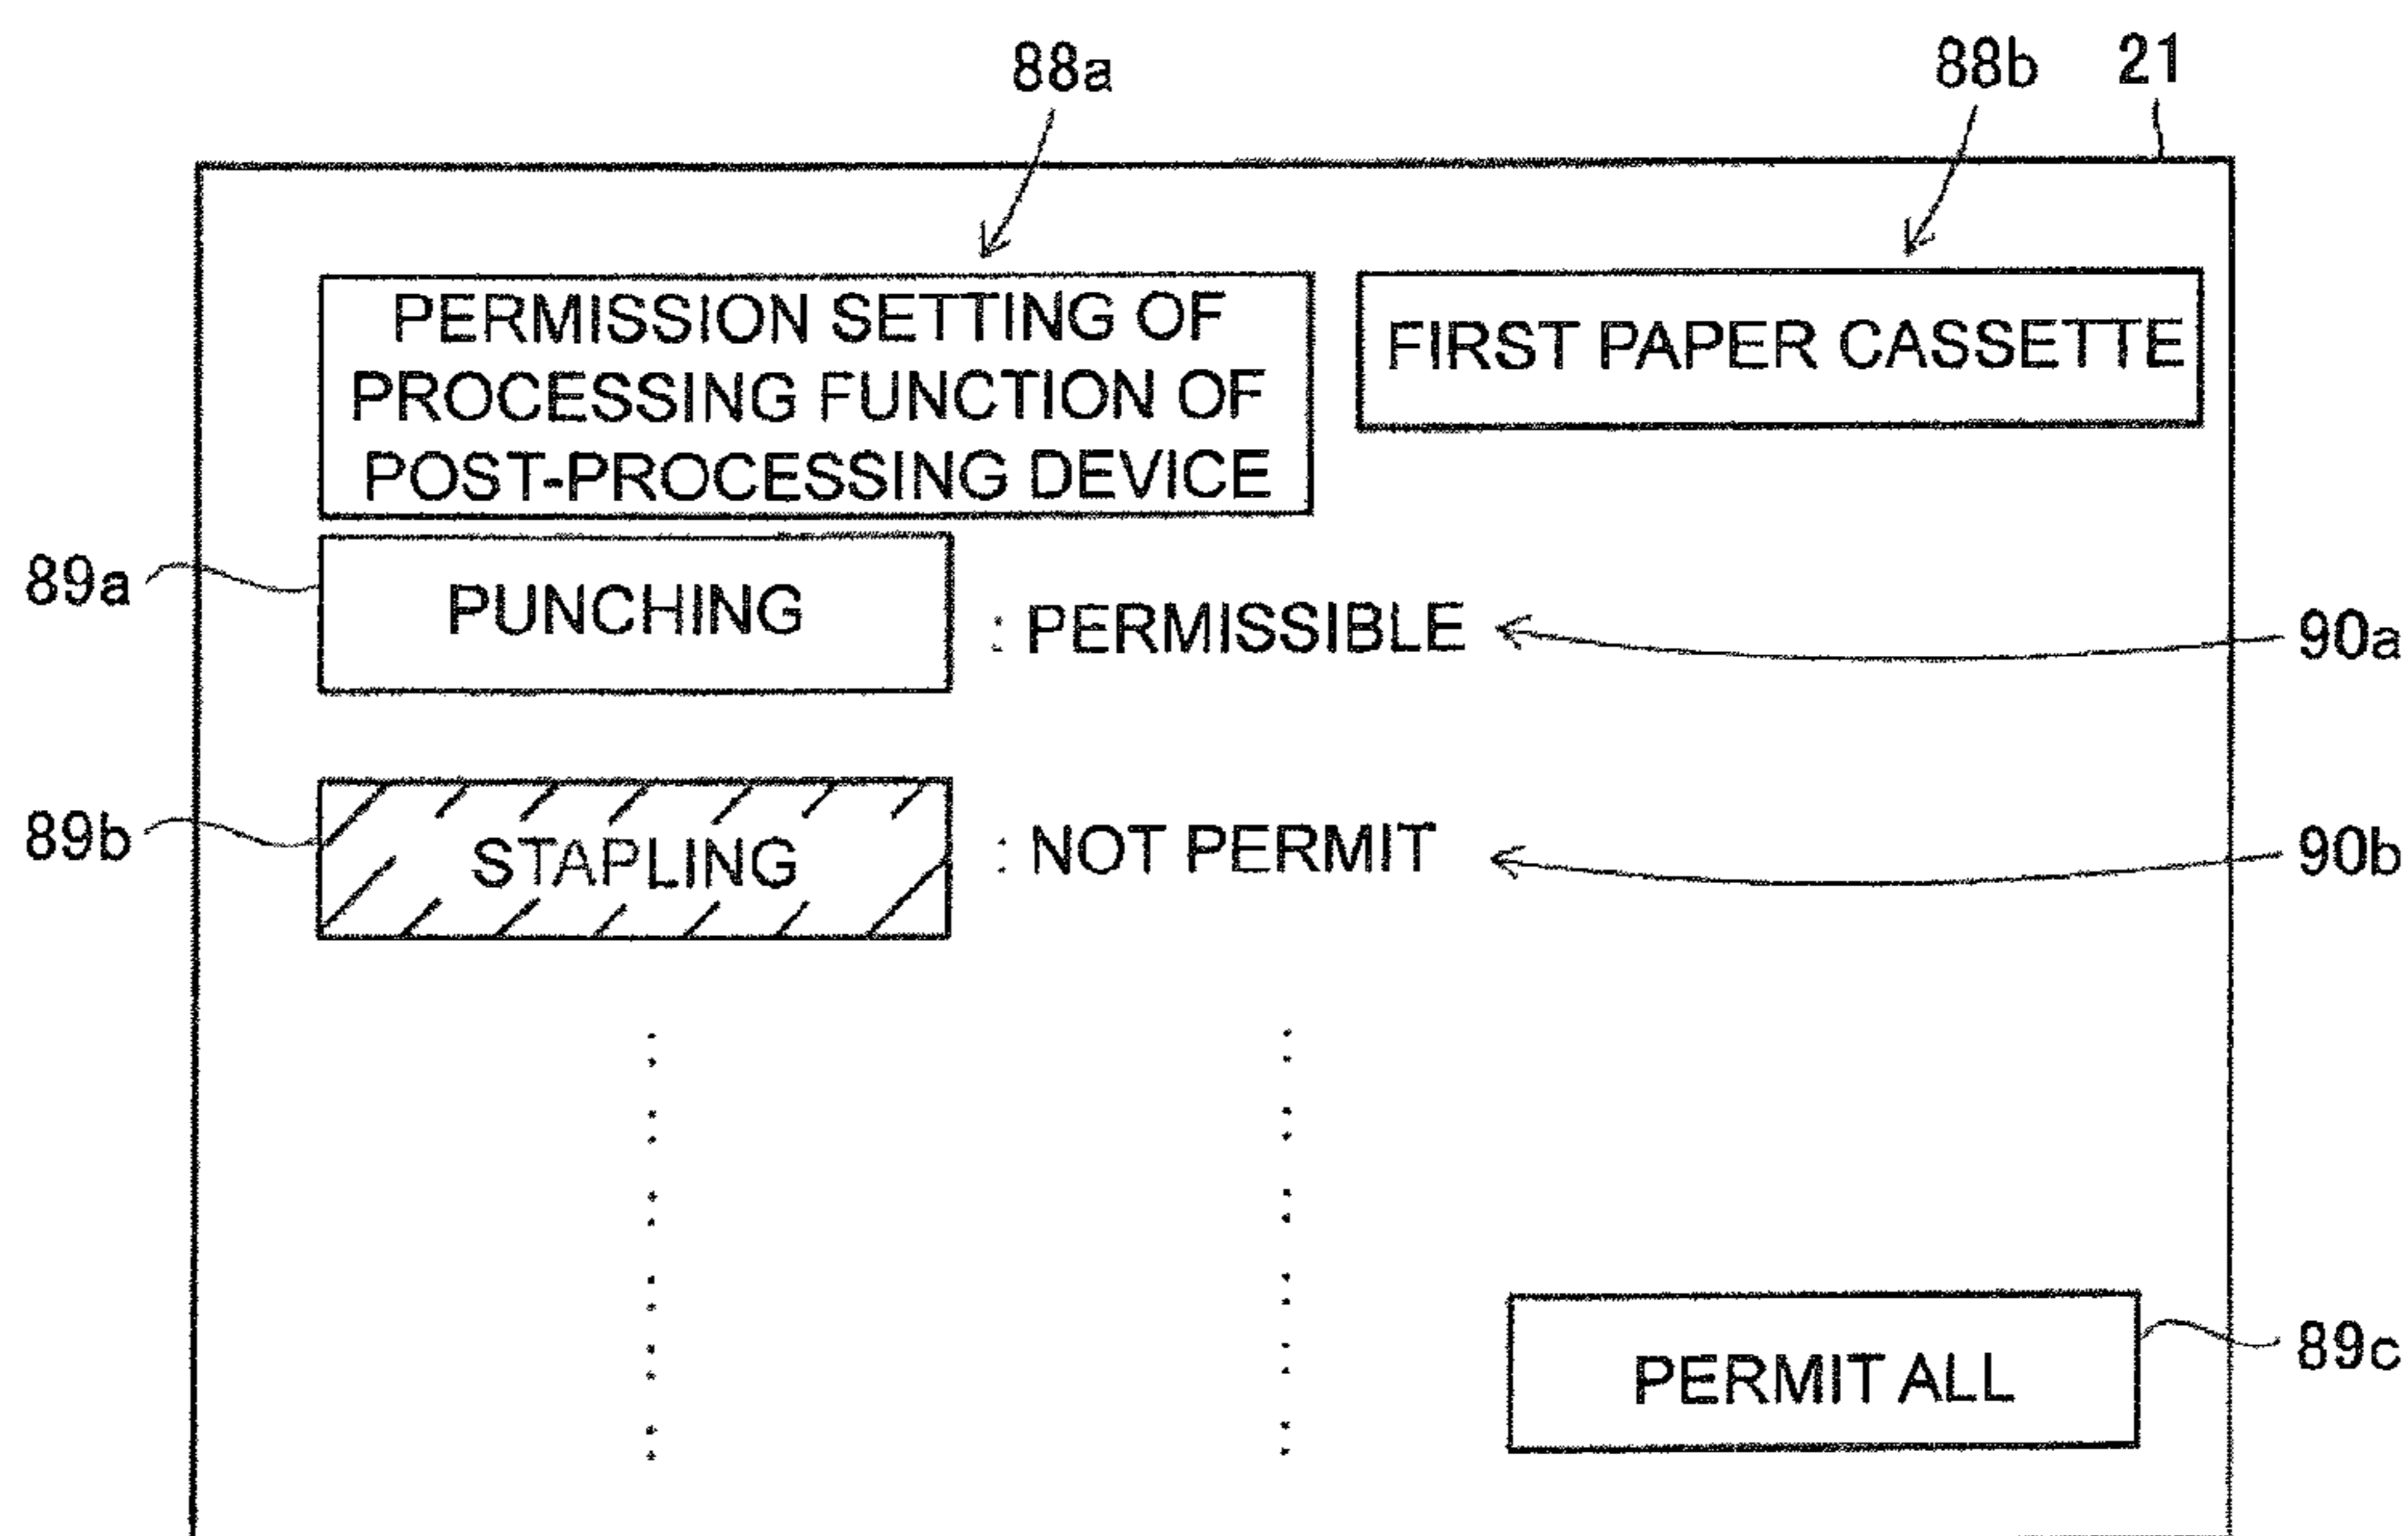 88a
88b
21
PERMISSION SETTING OF
PROCESSING FUNCTION OF
POST-PROCESSING DEVICE
FIRST PAPER CASSETTE
89a
PUNCHING
: PERMISSIBLE
90a
89b
STAPLING
: NOT PERMIT
90b
PERMIT ALL
89c